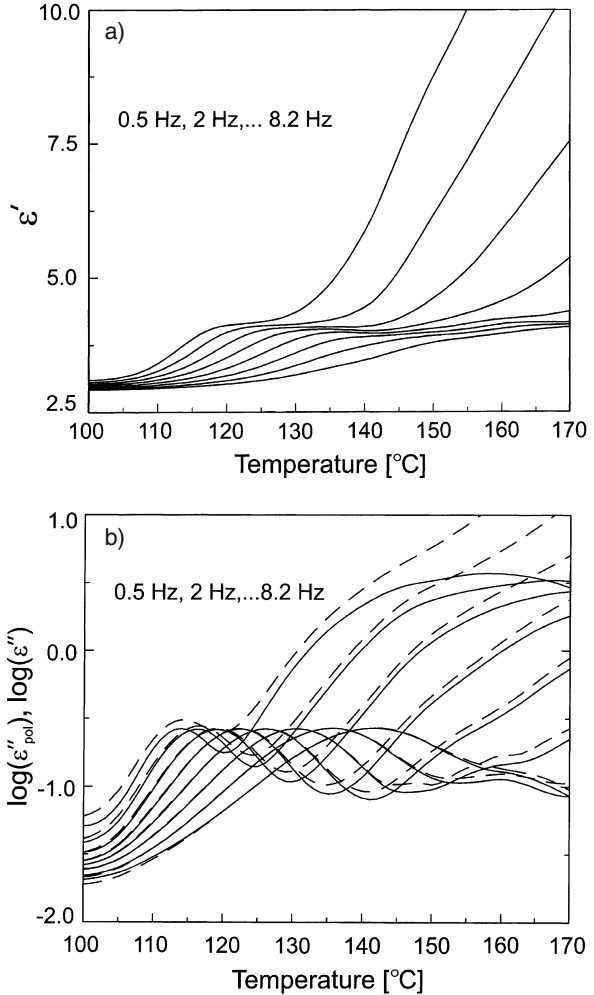 a)
10.0
0.5 Hz, 2 Hz,... 8.2 Hz
7.5
ε′
5.0
2.5
100 110 120 130 140 150 160 170
Temperature [°C]
b)
1.0
0.5 Hz, 2 Hz,...8.2 Hz
0.0
log(ε″pol), log(ε″)
-1.0
-2.0
100 110 120 130 140 150 160 170
Temperature [°C]